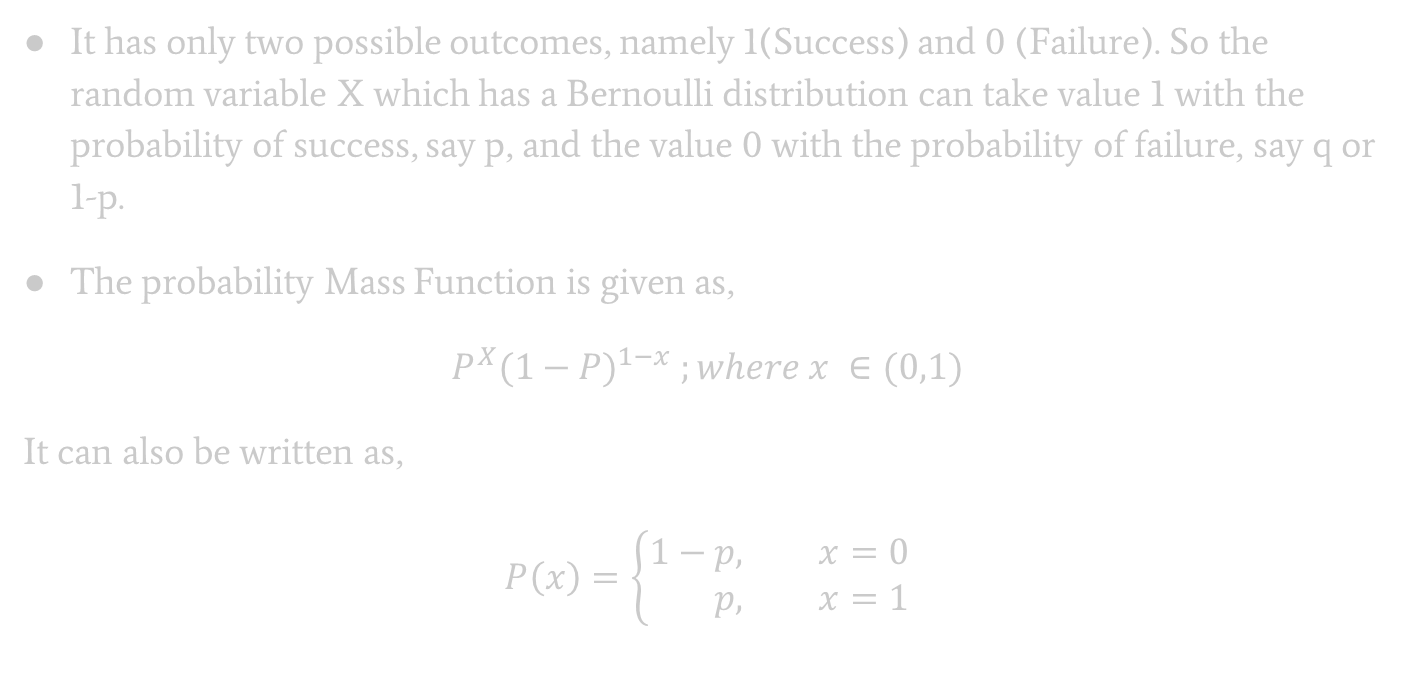 ● It has only two possible outcomes, namely 1(Success) and 0 (Failure). So the
random variable X which has a Bernoulli distribution can take value 1 with the
probability of success, say p, and the value 0 with the probability of failure, say q or
1-p.
● The probability Mass Function is given as,
P^X(1 − P)^{1−x} ; where x ∈ (0,1)
It can also be written as,
P(x) = { 1 − p, x = 0
p, x = 1